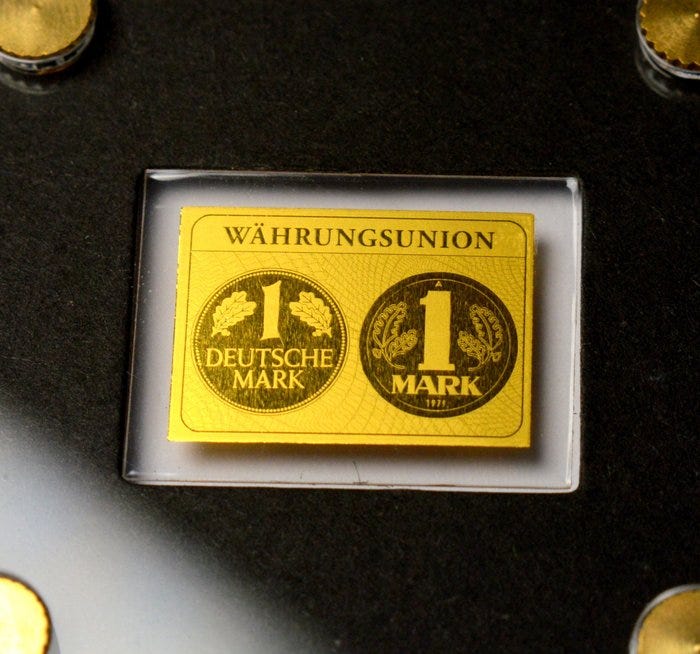 WÄHRUNGSUNION
1
DEUTSCHE
MARK
A
1
MARK